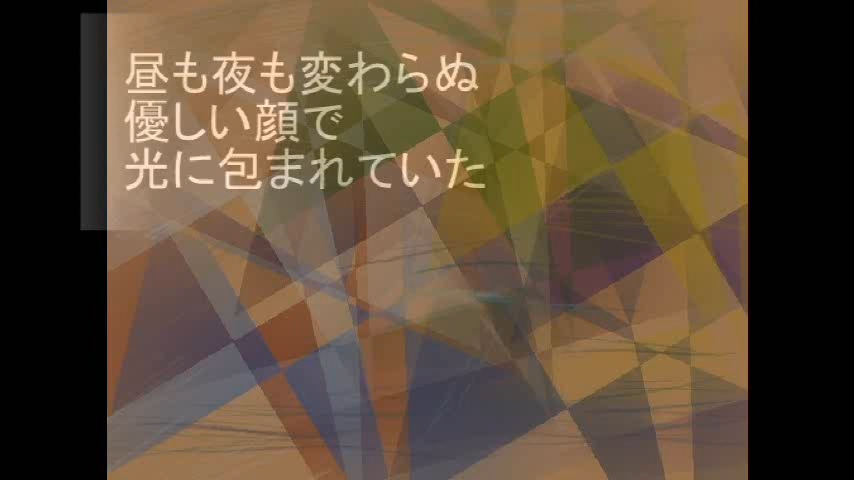 昼も夜も変わらぬ
優しい顔で
光に包まれていた